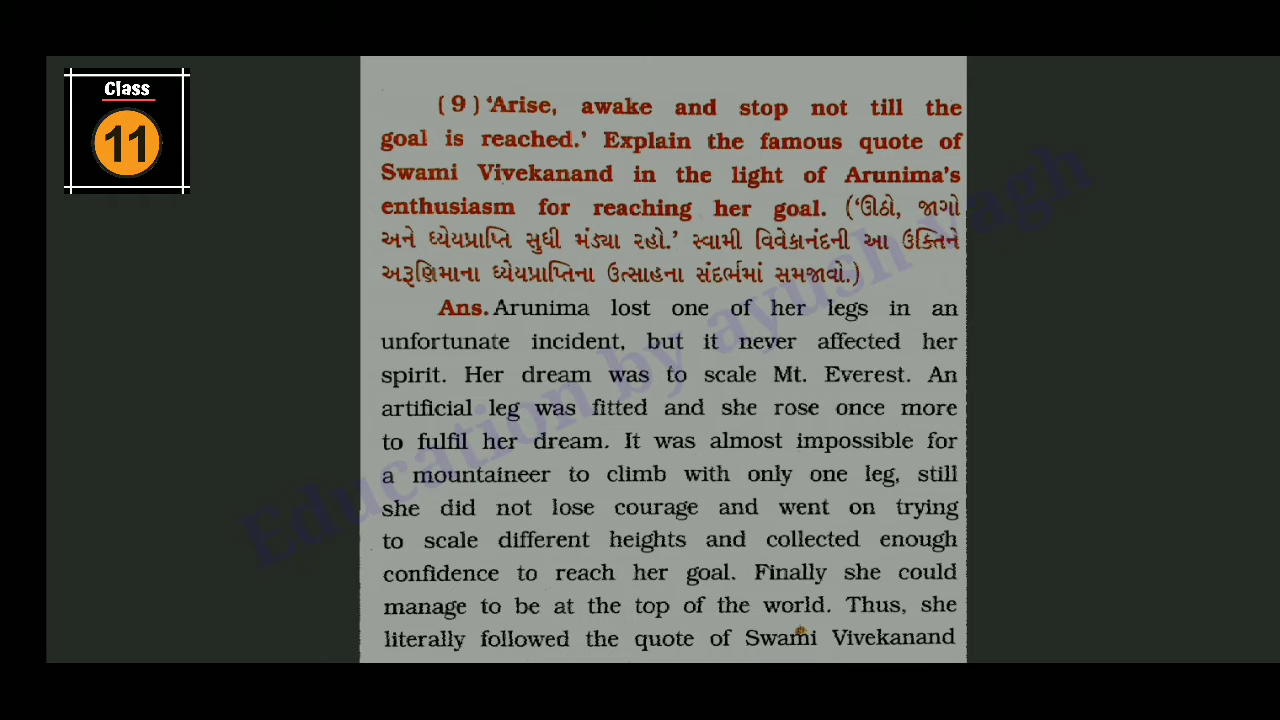 Class
11
( 9 ) ‘Arise, awake and stop not till the
goal is reached.’ Explain the famous quote of
Swami Vivekanand in the light of Arunima’s
enthusiasm for reaching her goal. (‘ઊઠો, જાગો
અને ધ્યેયપ્રાપ્તિ સુધી મંડ્યા રહો.’ સ્વામી વિવેકાનંદની આ ઉક્તિને
અરૂણિમાના ધ્યેયપ્રાપ્તિના ઉત્સાહના સંદર્ભમાં સમજાવો.)
Ans. Arunima lost one of her legs in an
unfortunate incident, but it never affected her
spirit. Her dream was to scale Mt. Everest. An
artificial leg was fitted and she rose once more
to fulfil her dream. It was almost impossible for
a mountaineer to climb with only one leg, still
she did not lose courage and went on trying
to scale different heights and collected enough
confidence to reach her goal. Finally she could
manage to be at the top of the world. Thus, she
literally followed the quote of Swami Vivekanand
Education by ayush vagh